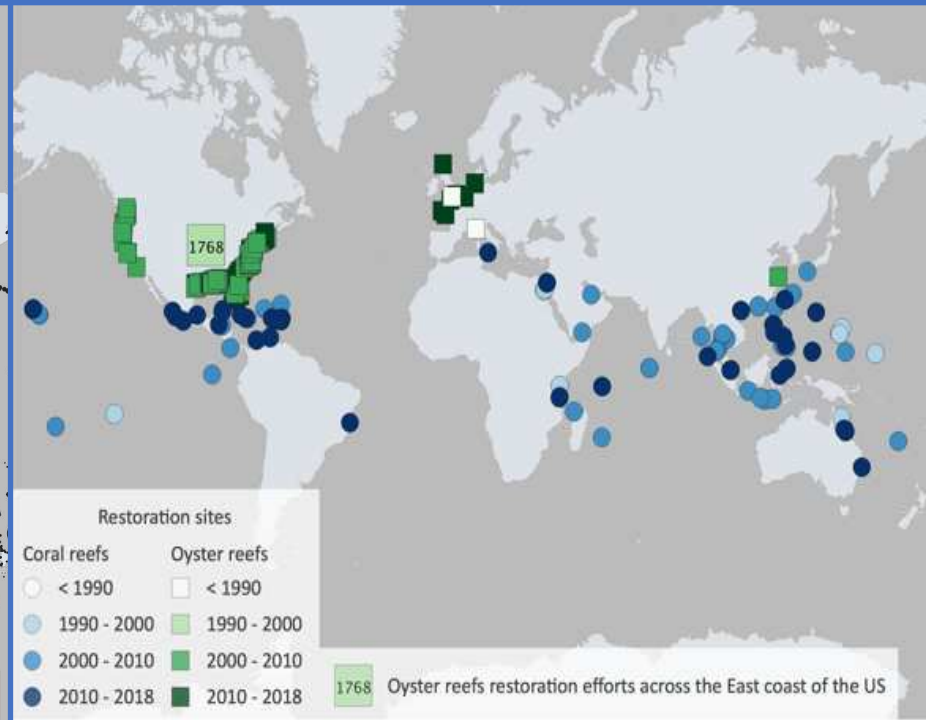 1768
Restoration sites
Coral reefs Oyster reefs
< 1990 < 1990
1990 - 2000 1990 - 2000
2000 - 2010 2000 - 2010
2010 - 2018 2010 - 2018
1768 Oyster reefs restoration efforts across the East coast of the US